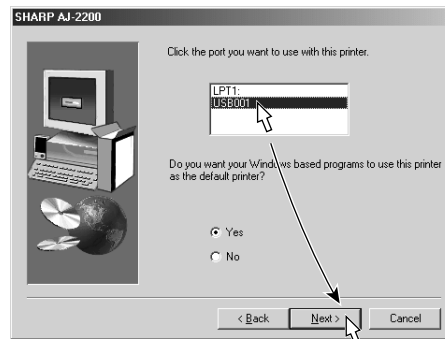 SHARP AJ-2200
Click the port you want to use with this printer.
LPT1:
USB001
Do you want your Windows based programs to use this printer
as the default printer?
Yes
No
< Back
Next >
Cancel